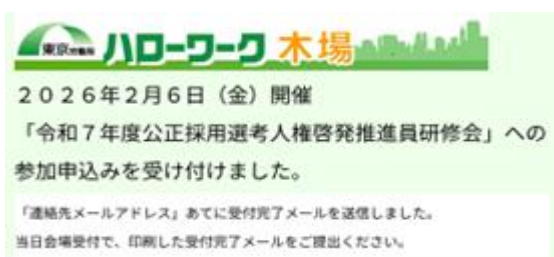 東京労働局 ハローワーク 木場
2026年2月6日(金)開催
「令和7年度公正採用選考人権啓発推進員研修会」への
参加申込みを受け付けました。
「連絡先メールアドレス」あてに受付完了メールを送信しました。
当日会場受付で、印刷した受付完了メールをご提出ください。